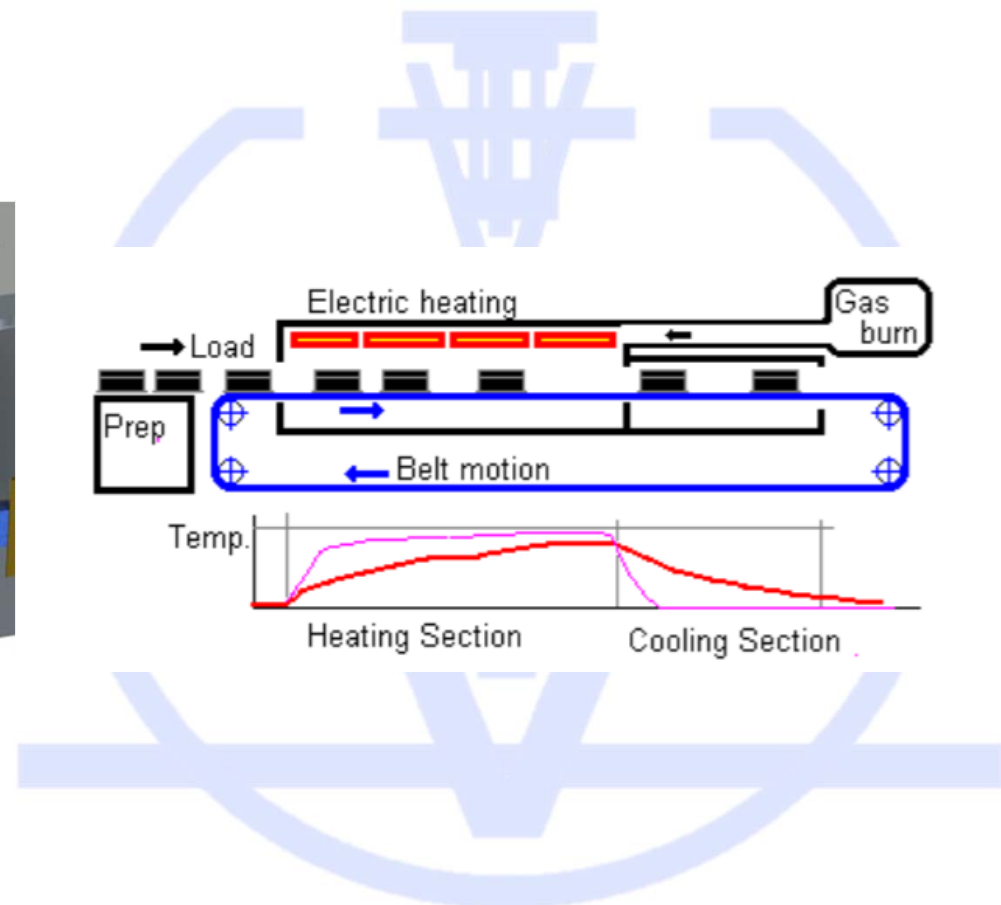 Electric heating
Gas
burn
Load
Prep
Belt motion
Temp.
Heating Section
Cooling Section